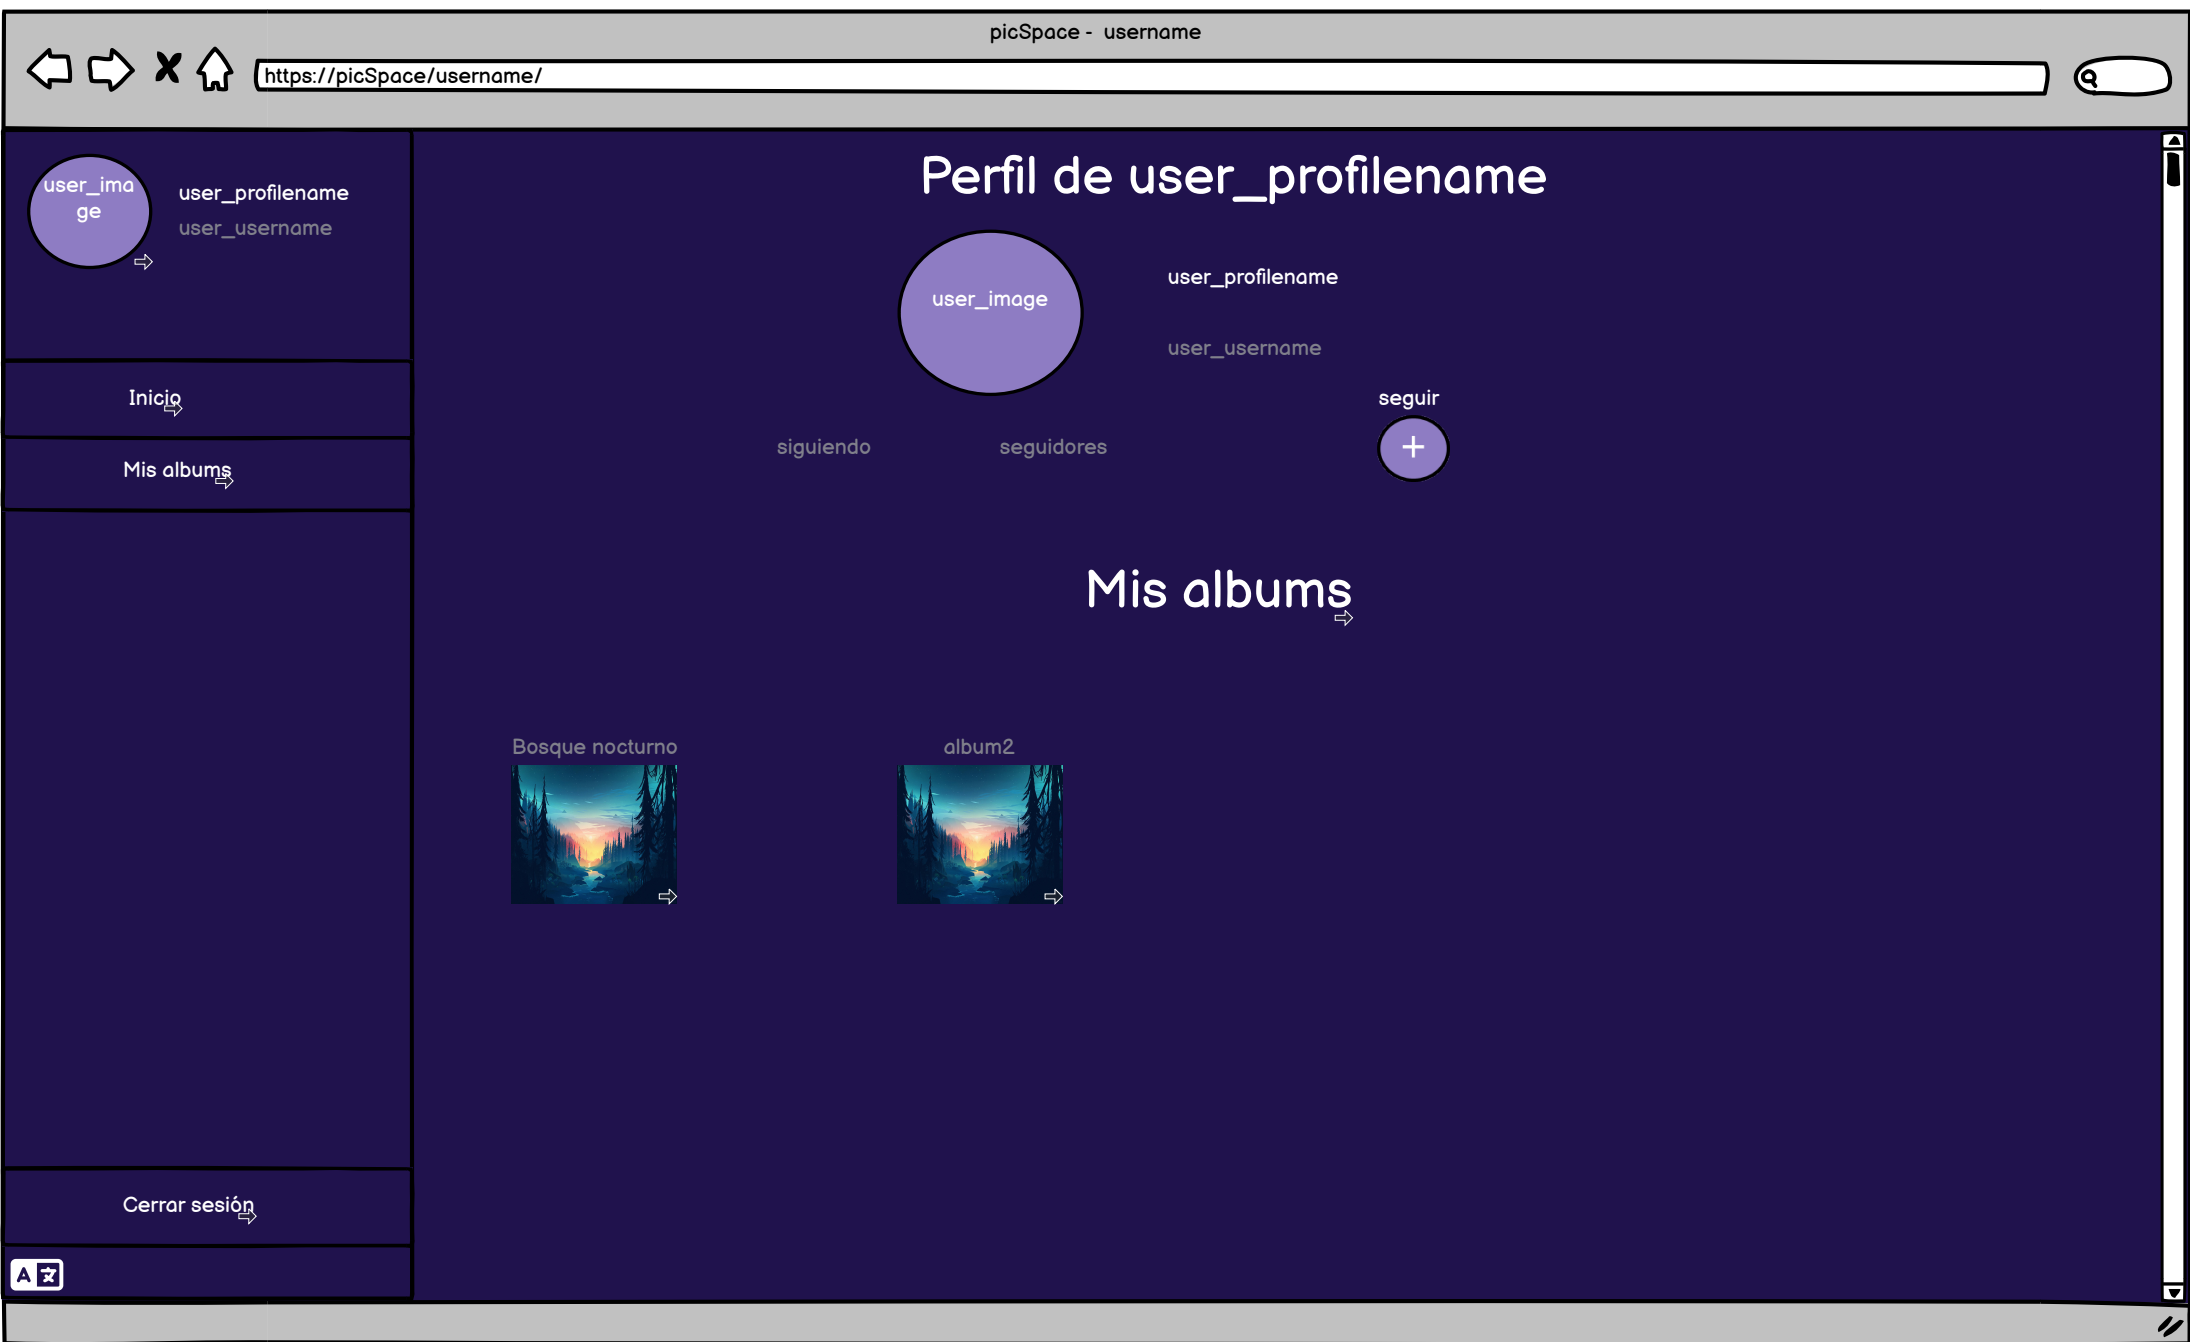 picSpace - username
https://picSpace/username/
user_ima
ge
user_profilename
user_username
Inicio
Mis albums
Cerrar sesión
A 文
Perfil de user_profilename
user_image
user_profilename
user_username
siguiendo
seguidores
seguir
+
Mis albums
Bosque nocturno
album2